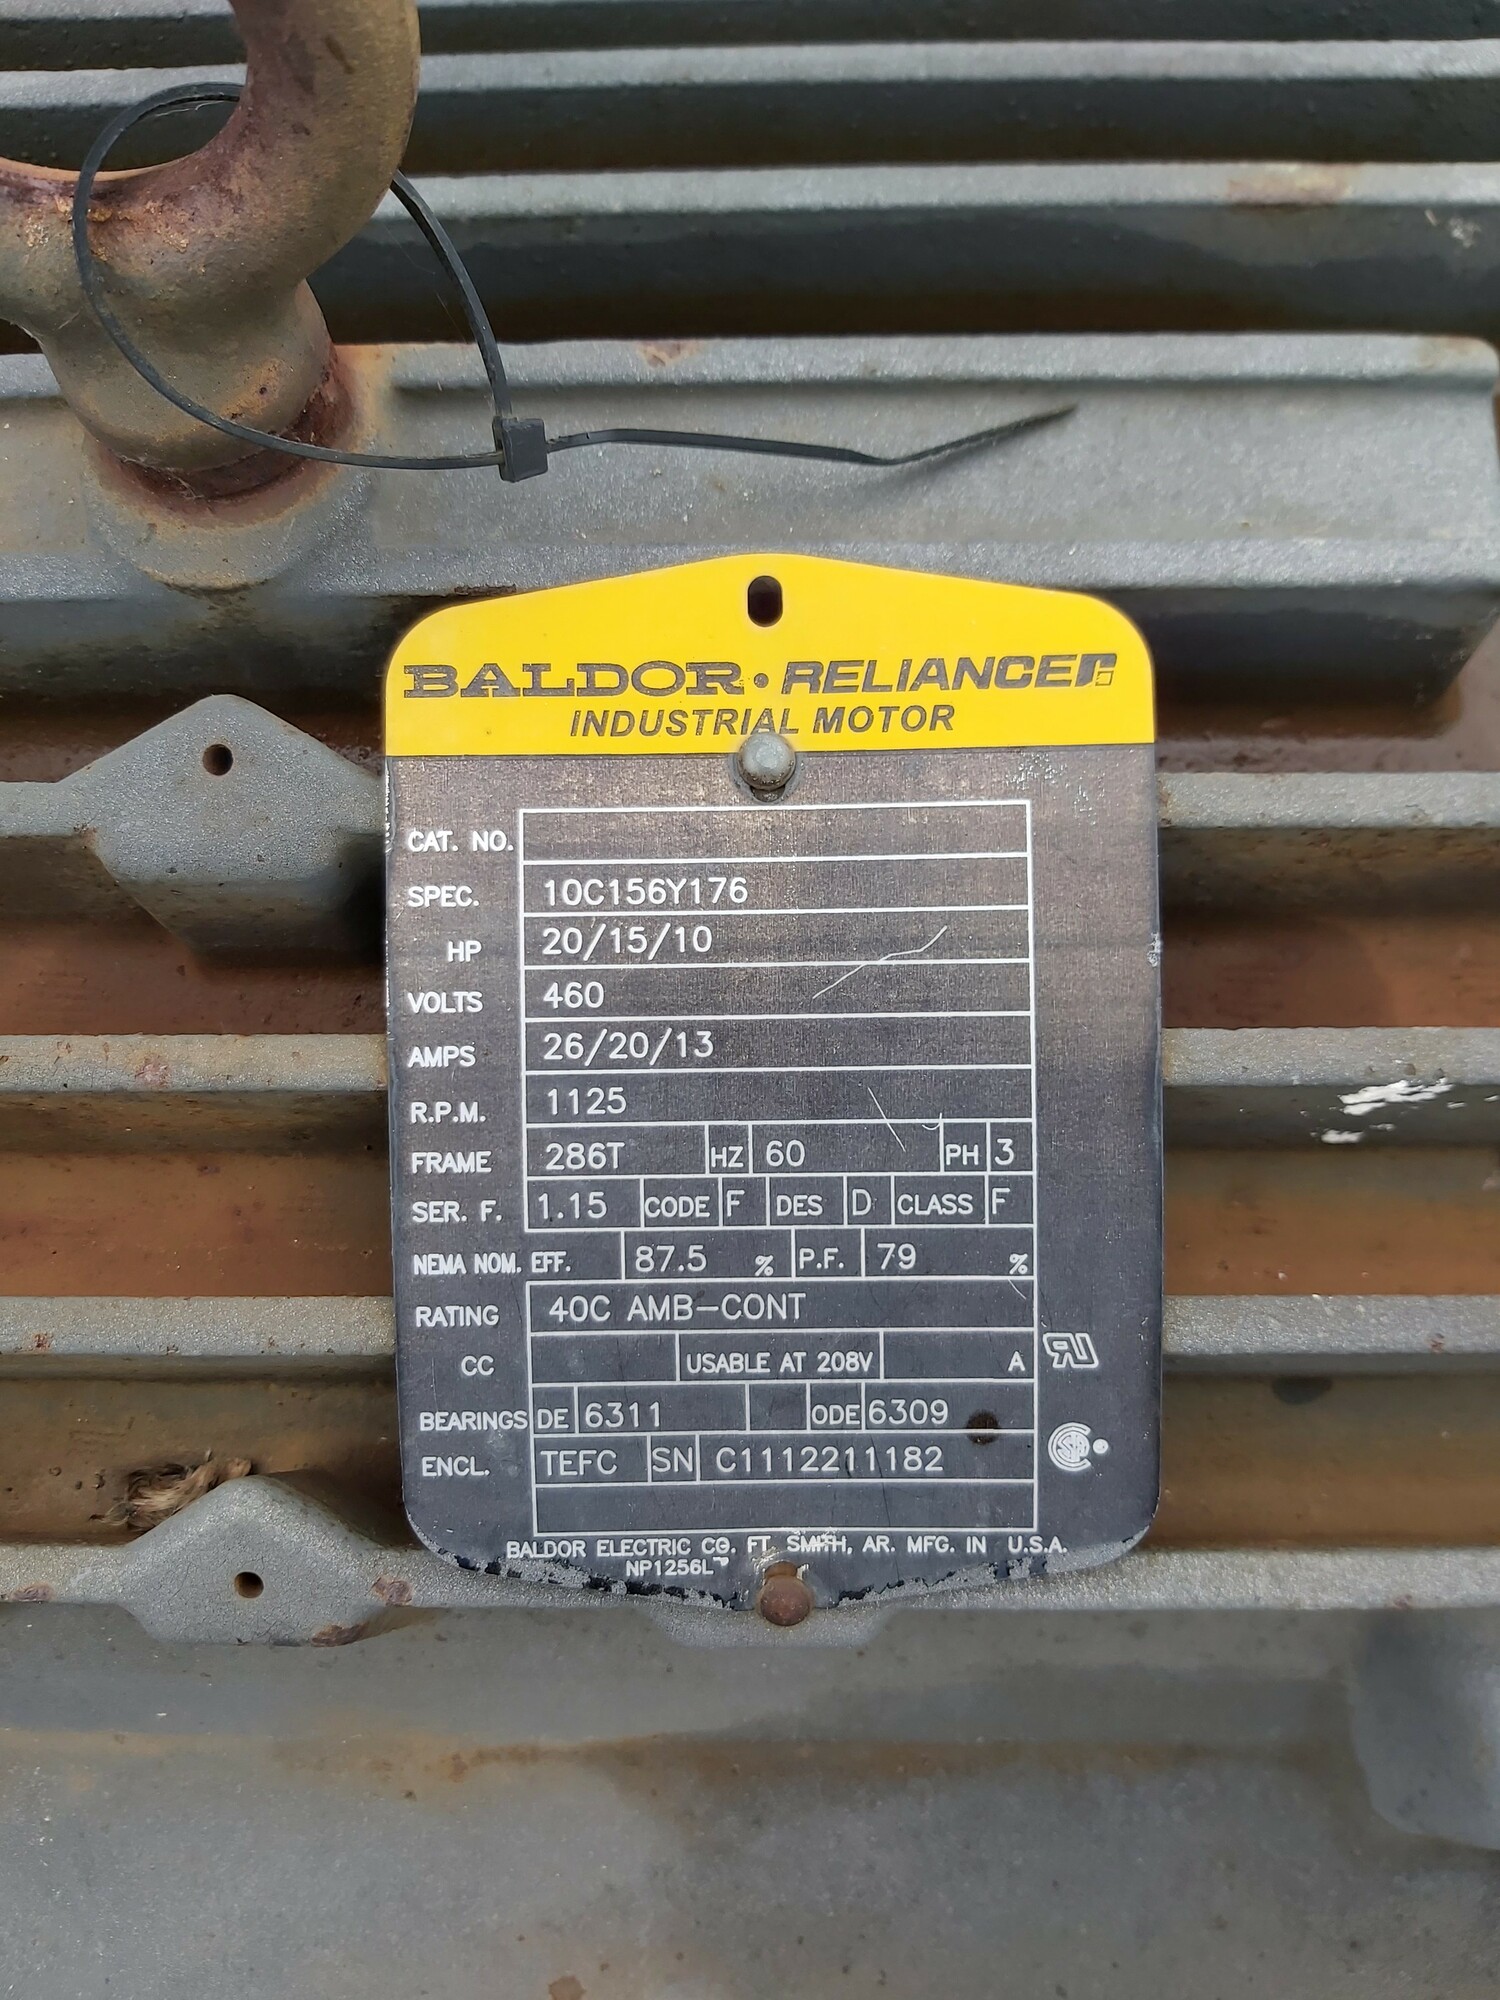 BALDOR • RELIANCE
INDUSTRIAL MOTOR
CAT. NO.
SPEC. 10C156Y176
HP 20/15/10
VOLTS 460
AMPS 26/20/13
R.P.M. 1125
FRAME 286T HZ 60 PH 3
SER. F. 1.15 CODE F DES D CLASS F
NEMA NOM. EFF. 87.5 % P.F. 79 %
RATING 40C AMB-CONT
CC USABLE AT 208V A
BEARINGS DE 6311 ODE 6309
ENCL. TEFC SN C1112211182
BALDOR ELECTRIC CO. FT. SMITH, AR. MFG. IN U.S.A.
NP1256L